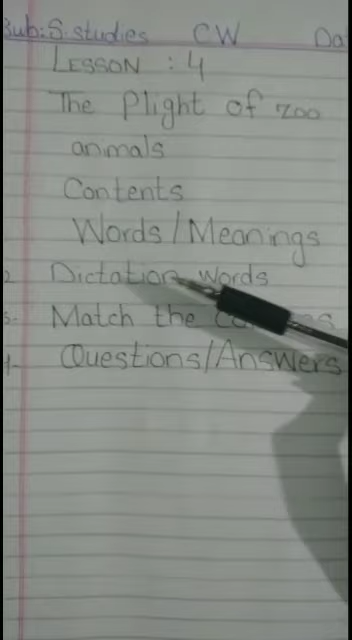 Sub: S. studies CW Da
LESSON : 4
The Plight of zoo
animals
Contents
Words/Meanings
2 Dictation Words
3. Match the
4. Questions/Answers